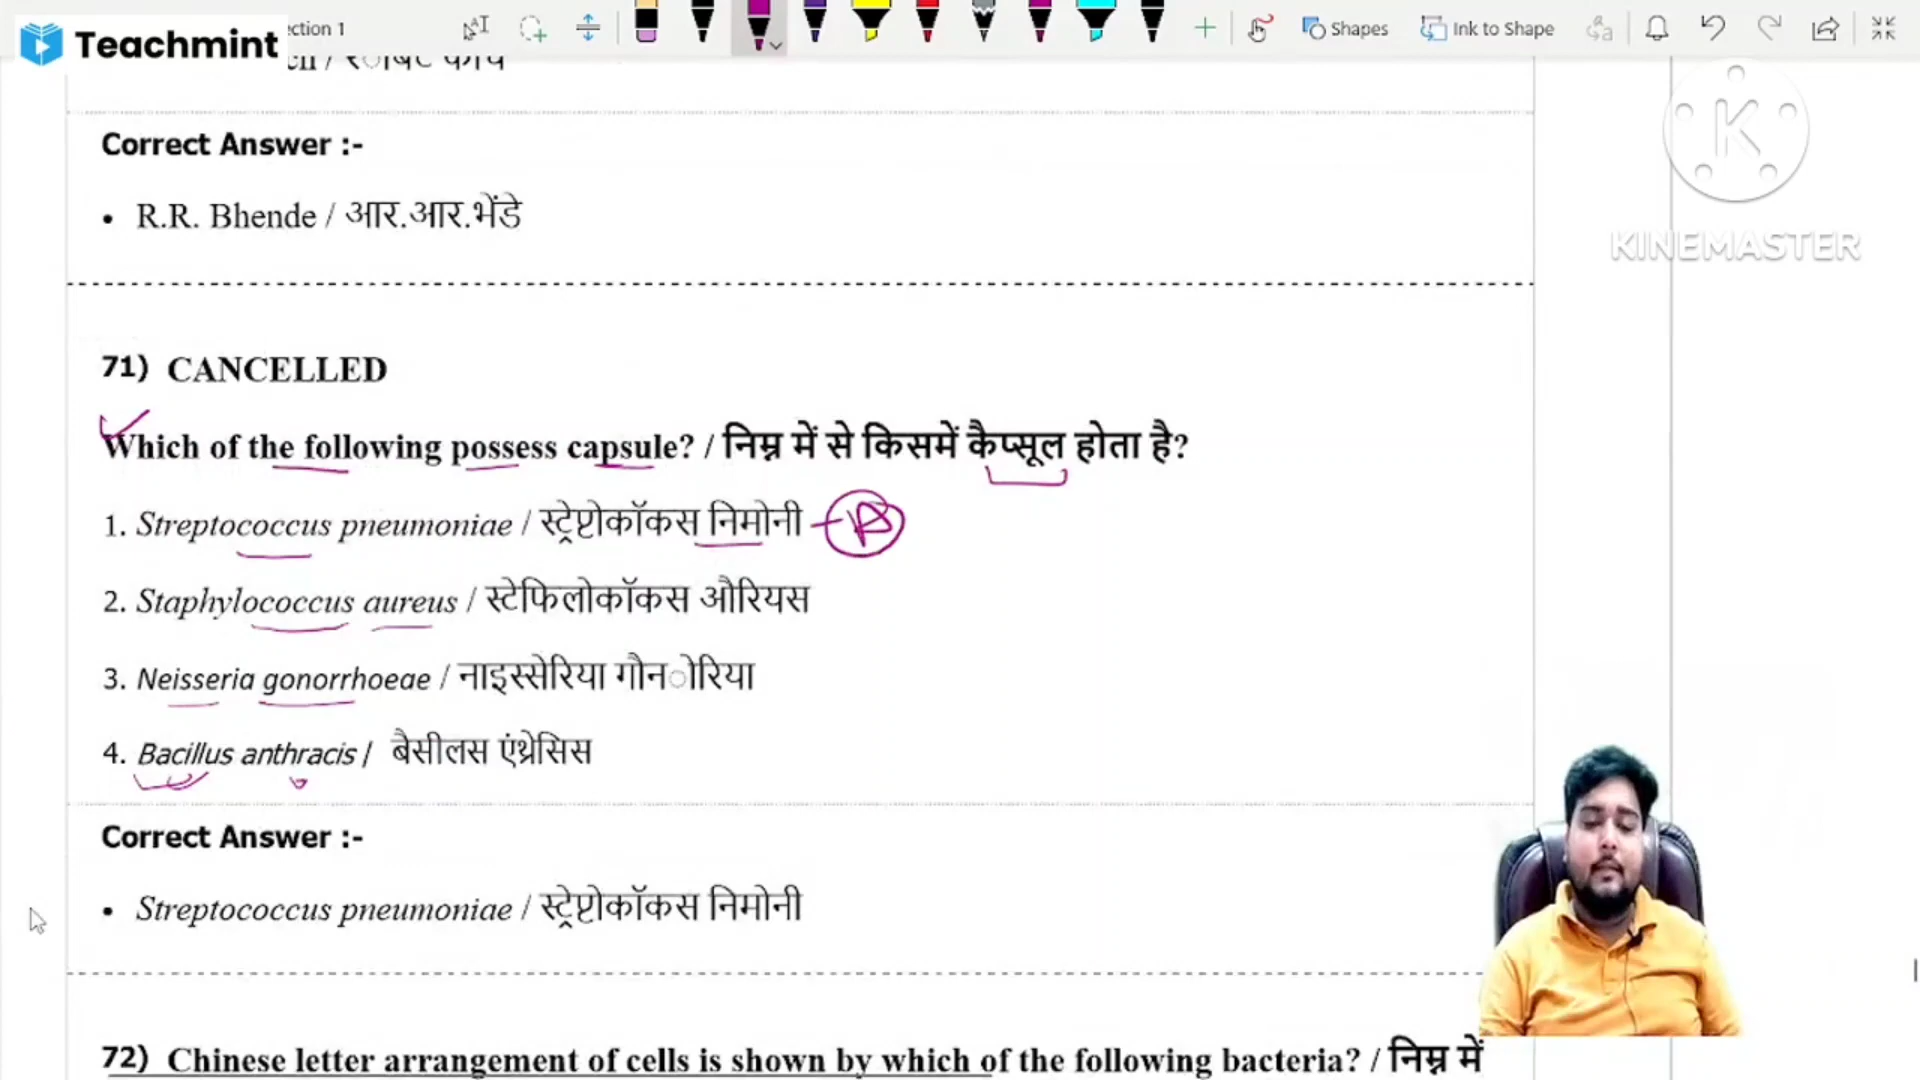 Teachmint
ction 1
Shapes
Ink to Shape
Correct Answer :-
• R.R. Bhende / आर.आर.भेंडे
KINEMASTER
71) CANCELLED
Which of the following possess capsule? / निम्न में से किसमें कैप्सूल होता है?
1. Streptococcus pneumoniae / स्ट्रेप्टोकॉकस निमोनी
2. Staphylococcus aureus / स्टेफिलोकॉकस औरियस
3. Neisseria gonorrhoeae / नाइस्सेरिया गौनोरिया
4. Bacillus anthracis / बैसीलस एंथ्रेसिस
Correct Answer :-
• Streptococcus pneumoniae / स्ट्रेप्टोकॉकस निमोनी
72) Chinese letter arrangement of cells is shown by which of the following bacteria? / निम्न में